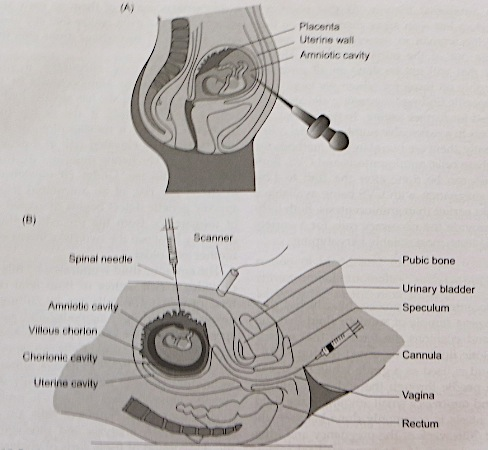 (A)
Placenta
Uterine wall
Amniotic cavity
(B)
Scanner
Spinal needle
Pubic bone
Urinary bladder
Amniotic cavity
Speculum
Villous chorion
Chorionic cavity
Cannula
Uterine cavity
Vagina
Rectum